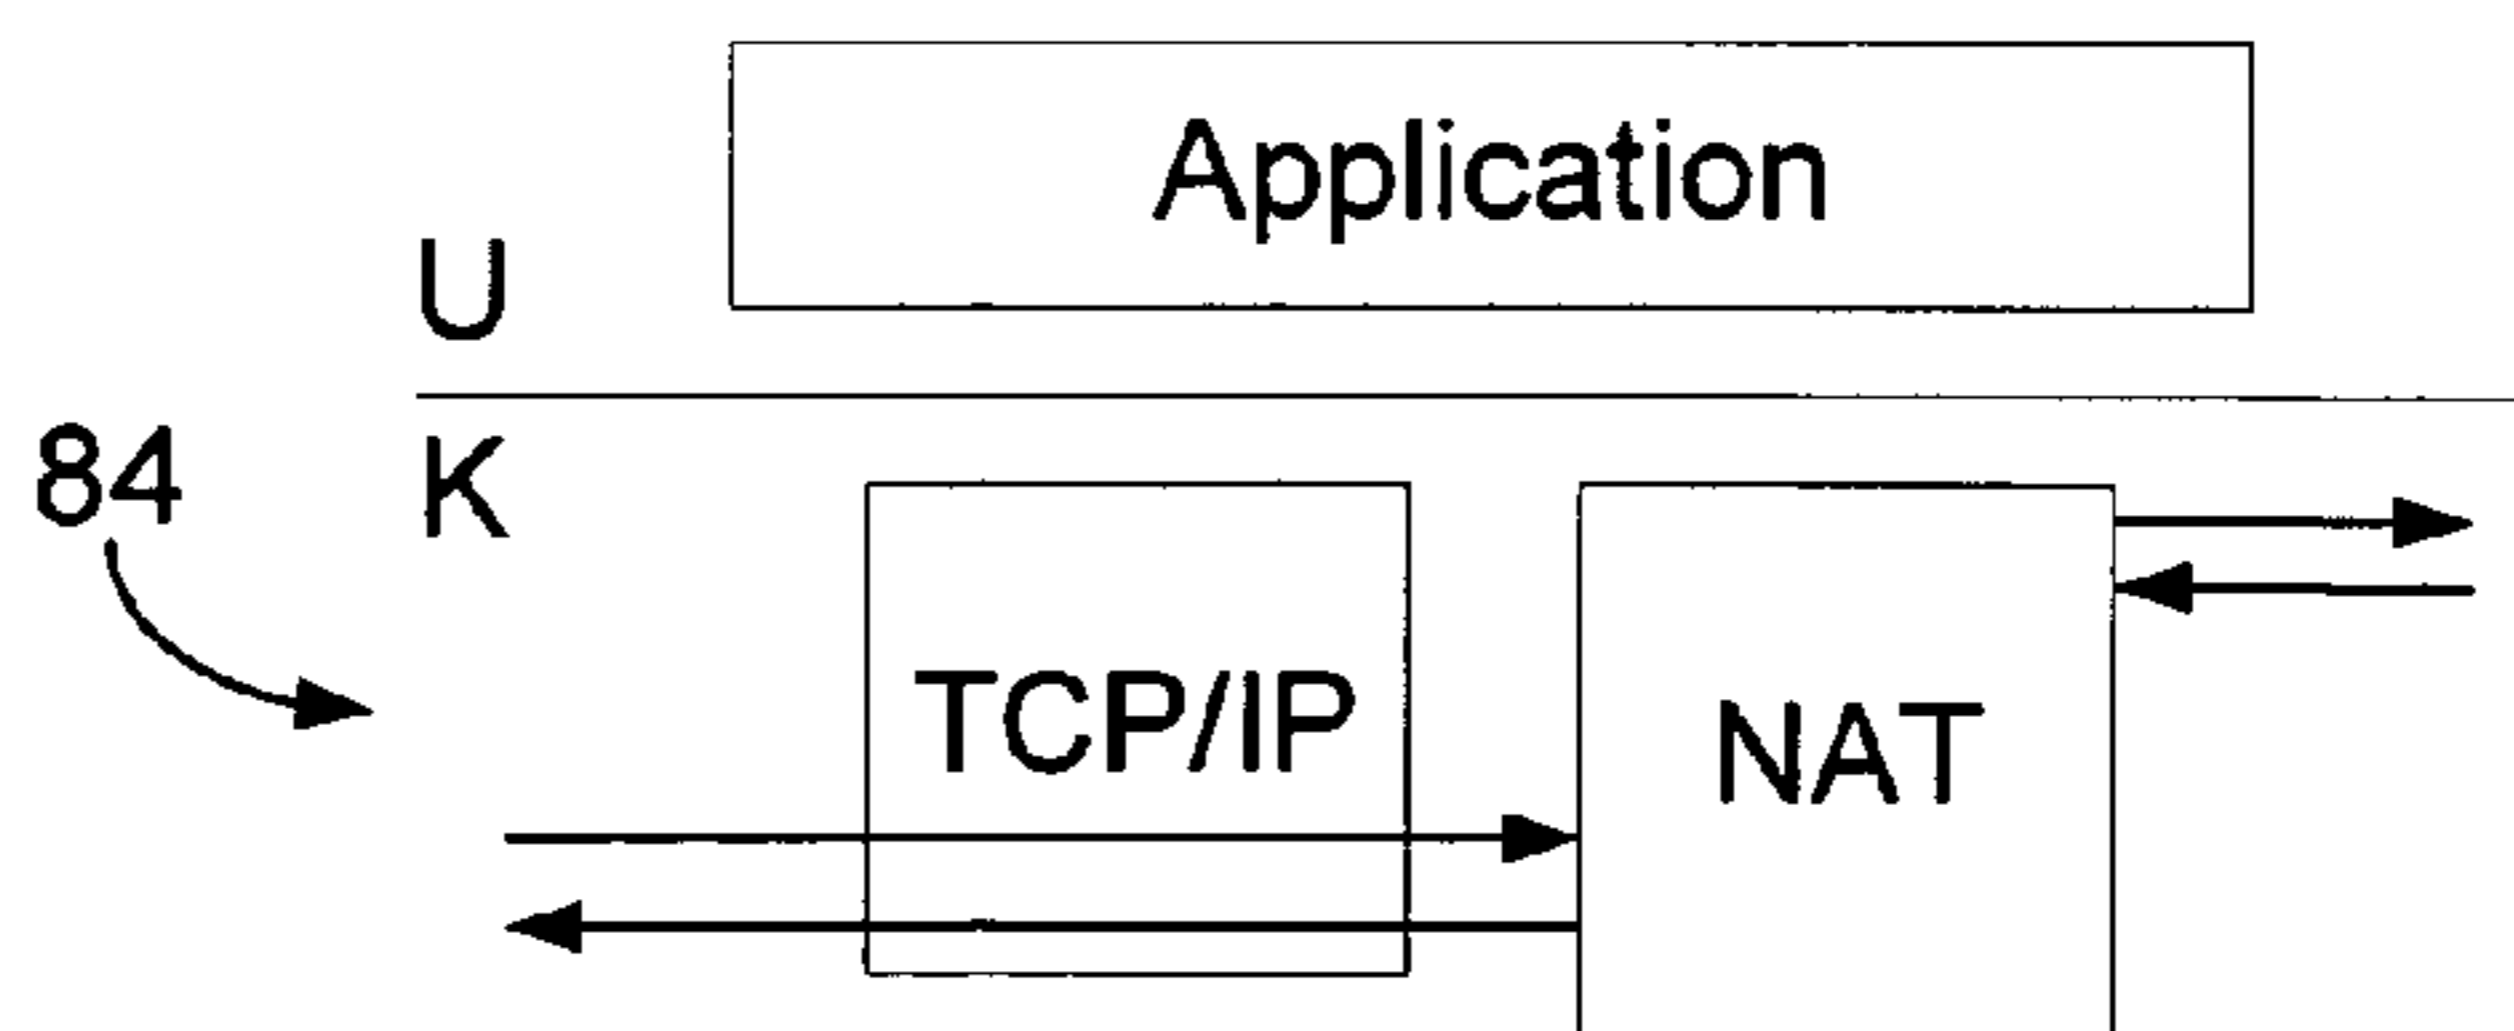 Application
U
84
K
TCP/IP
NAT